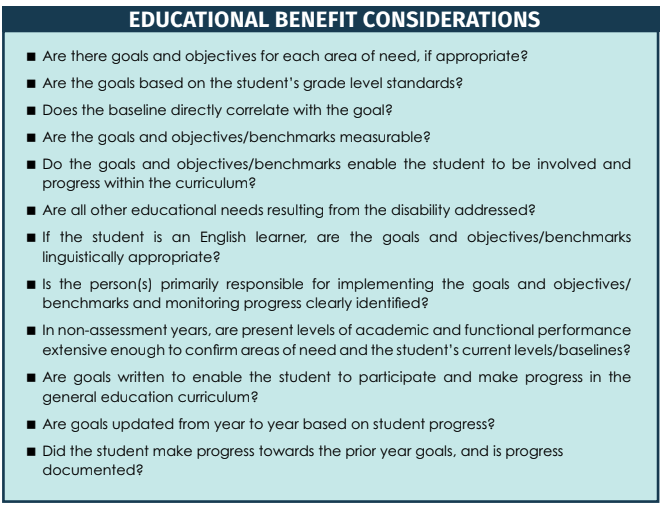 EDUCATIONAL BENEFIT CONSIDERATIONS
■ Are there goals and objectives for each area of need, if appropriate?
■ Are the goals based on the student’s grade level standards?
■ Does the baseline directly correlate with the goal?
■ Are the goals and objectives/benchmarks measurable?
■ Do the goals and objectives/benchmarks enable the student to be involved and
progress within the curriculum?
■ Are all other educational needs resulting from the disability addressed?
■ If the student is an English learner, are the goals and objectives/benchmarks
linguistically appropriate?
■ Is the person(s) primarily responsible for implementing the goals and objectives/
benchmarks and monitoring progress clearly identified?
■ In non-assessment years, are present levels of academic and functional performance
extensive enough to confirm areas of need and the student’s current levels/baselines?
■ Are goals written to enable the student to participate and make progress in the
general education curriculum?
■ Are goals updated from year to year based on student progress?
■ Did the student make progress towards the prior year goals, and is progress
documented?